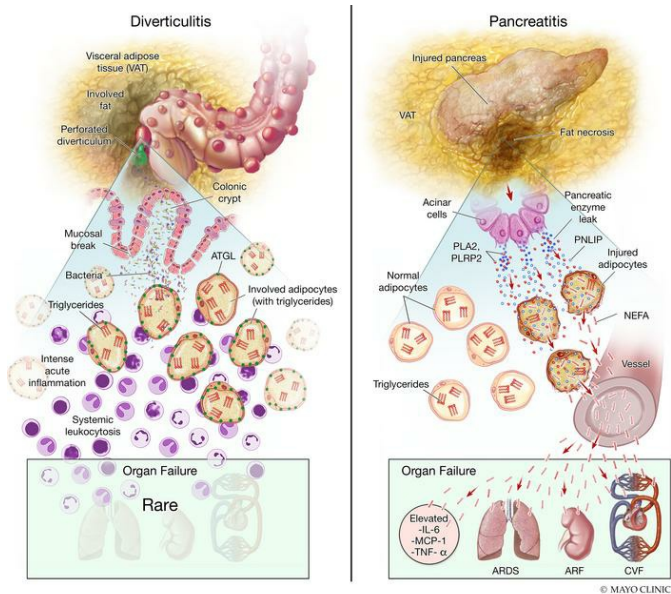 Diverticulitis
Visceral adipose
tissue (VAT)
Involved
fat
Perforated
diverticulum
Colonic
crypt
Mucosal
break
Bacteria
ATGL
Triglycerides
Involved adipocytes
(with triglycerides)
Intense
acute
inflammation
Systemic
leukocytosis
Organ Failure
Rare
Pancreatitis
Injured pancreas
VAT
Fat necrosis
Acinar
cells
Pancreatic
enzyme
leak
PLA2,
PLRP2
PNLIP
Injured
adipocytes
Normal
adipocytes
NEFA
Triglycerides
Vessel
Organ Failure
Elevated
-IL-6
-MCP-1
-TNF- α
ARDS
ARF
CVF
© MAYO CLINIC